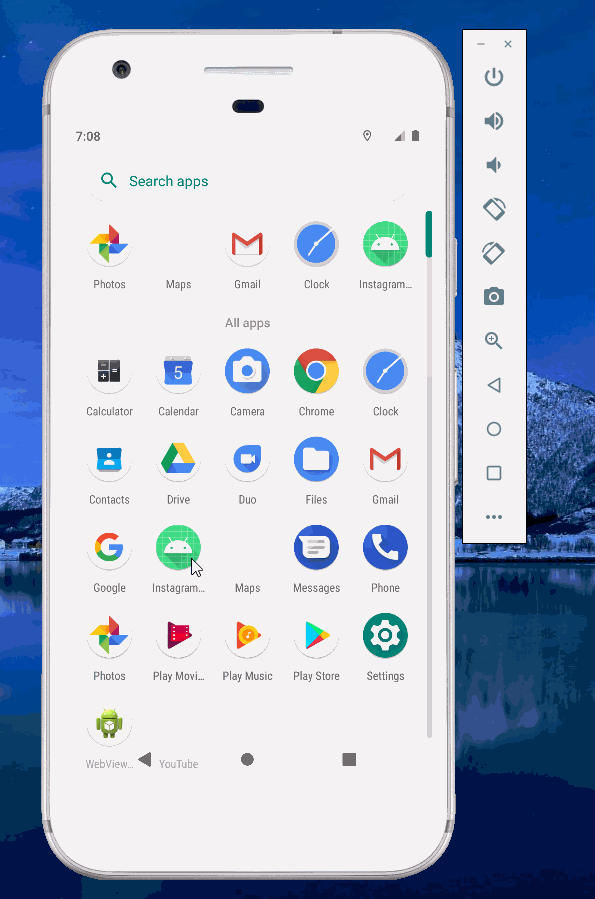 7:08
Search apps
Photos Maps Gmail Clock Instagram...
All apps
Calculator Calendar Camera Chrome Clock
5
Contacts Drive Duo Files Gmail
Google Instagram... Maps Messages Phone
Photos Play Movi... Play Music Play Store Settings
WebView... YouTube